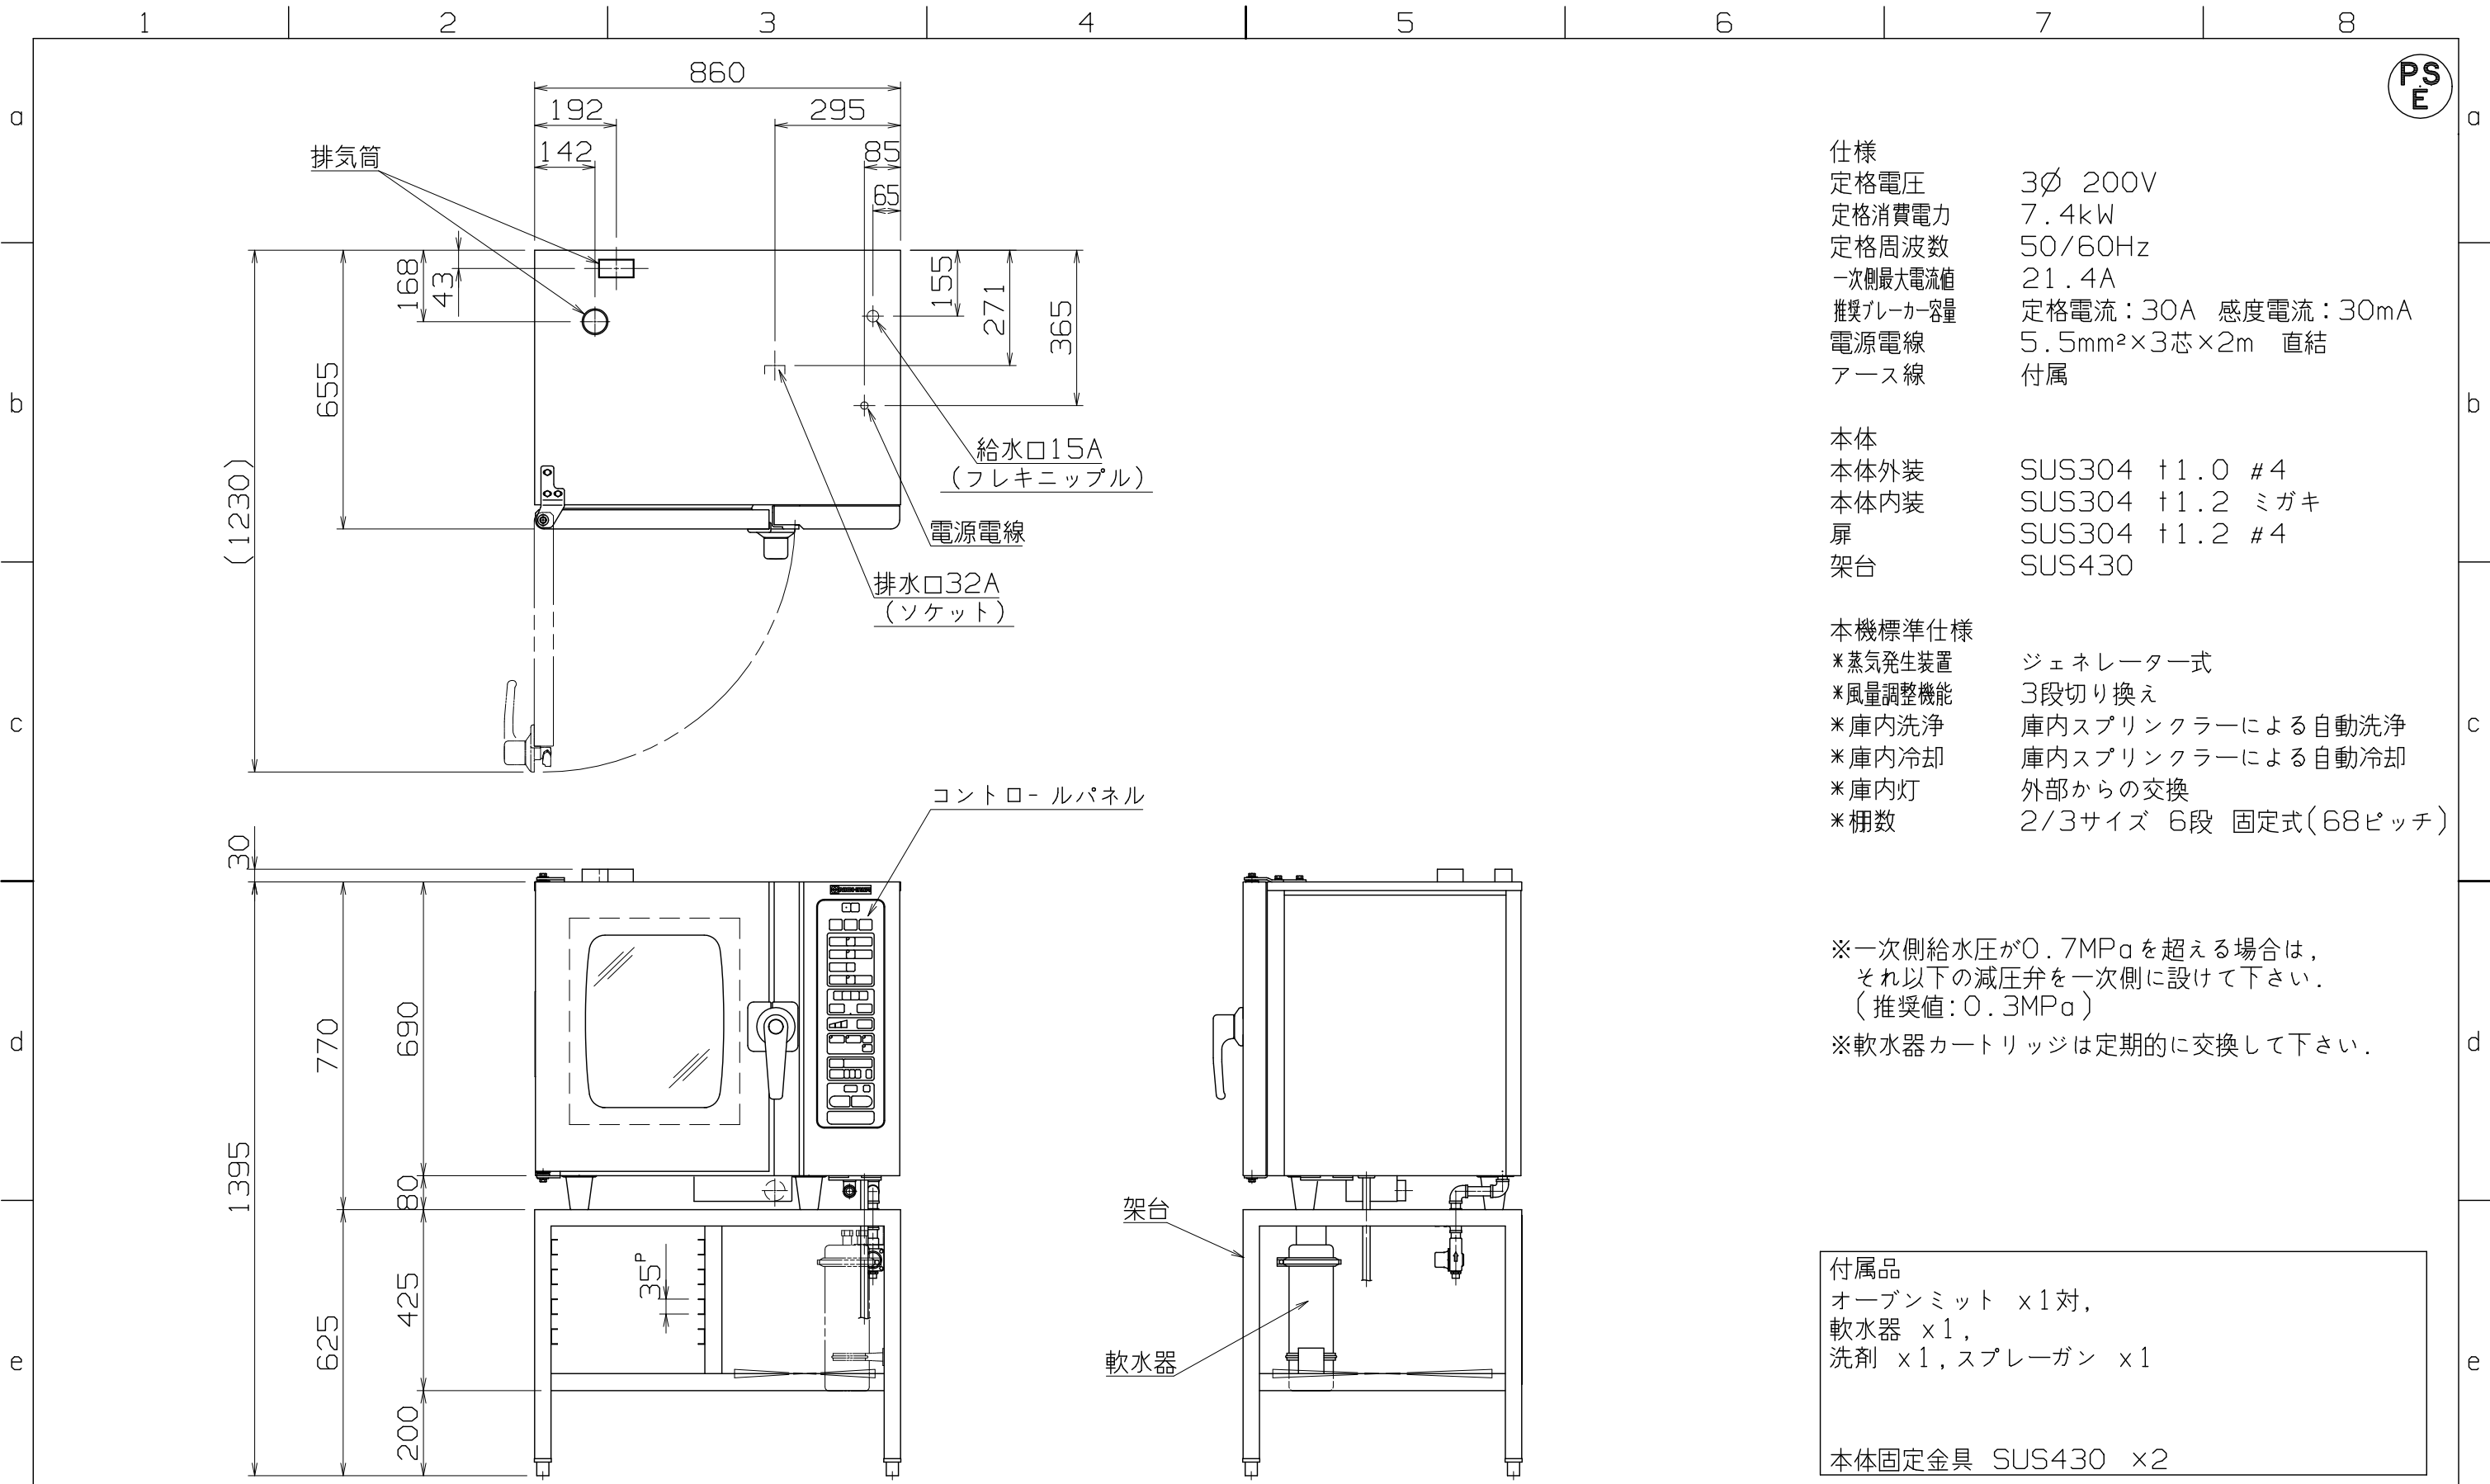 1 2 3 4 5 6 7 8
PS
E
a a
860
192 295
142 85
65
排気筒
168
43
155
271
365
655
(1230)
b b
給水口15A
(フレキニップル)
電源電線
排水口32A
(ソケット)
c c
コントロ-ルパネル
30
770
690
80
1395
625
425
200
35P
d d
架台
軟水器
e e
仕様
定格電圧 3Ø 200V
定格消費電力 7.4kW
定格周波数 50/60Hz
一次側最大電流値 21.4A
推奨ブレーカー容量 定格電流:30A 感度電流:30mA
電源電線 5.5mm²×3芯×2m 直結
アース線 付属
本体
本体外装 SUS304 t1.0 #4
本体内装 SUS304 t1.2 ミガキ
扉 SUS304 t1.2 #4
架台 SUS430
本機標準仕様
*蒸気発生装置 ジェネレーター式
*風量調整機能 3段切り換え
*庫内洗浄 庫内スプリンクラーによる自動洗浄
*庫内冷却 庫内スプリンクラーによる自動冷却
*庫内灯 外部からの交換
*棚数 2/3サイズ 6段 固定式(68ピッチ)
※一次側給水圧が0.7MPaを超える場合は,
それ以下の減圧弁を一次側に設けて下さい.
(推奨値:0.3MPa)
※軟水器カートリッジは定期的に交換して下さい.
付属品
オーブンミット x1対,
軟水器 x1,
洗剤 x1,スプレーガン x1
本体固定金具 SUS430 ×2